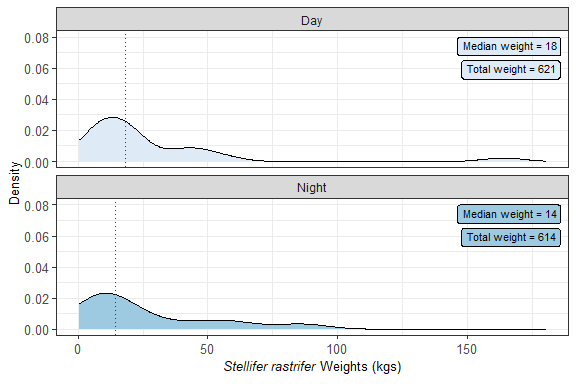 Day
0.08
0.06
0.04
0.02
0.00
Median weight = 18
Total weight = 621
Density
Night
0.08
0.06
0.04
0.02
0.00
Median weight = 14
Total weight = 614
0 50 100 150
Stellifer rastrifer Weights (kgs)